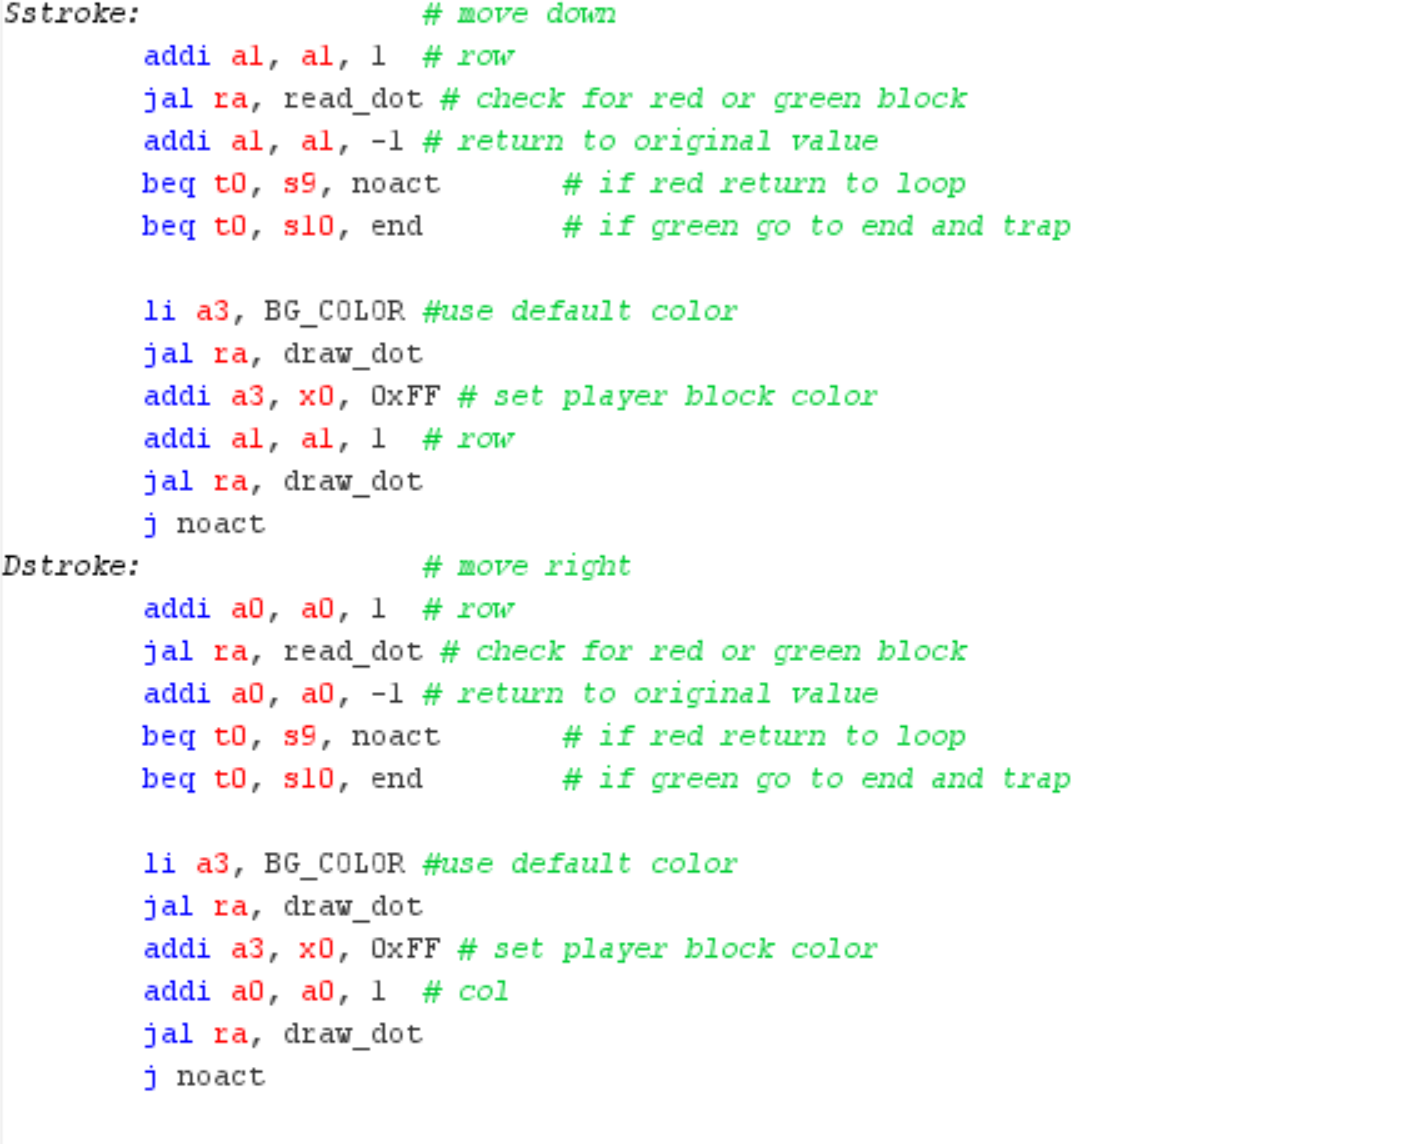 Sstroke: # move down
addi a1, a1, 1 # row
jal ra, read_dot # check for red or green block
addi a1, a1, -1 # return to original value
beq t0, s9, noact # if red return to loop
beq t0, s10, end # if green go to end and trap
li a3, BG_COLOR #use default color
jal ra, draw_dot
addi a3, x0, 0xFF # set player block color
addi a1, a1, 1 # row
jal ra, draw_dot
j noact
Dstroke: # move right
addi a0, a0, 1 # row
jal ra, read_dot # check for red or green block
addi a0, a0, -1 # return to original value
beq t0, s9, noact # if red return to loop
beq t0, s10, end # if green go to end and trap
li a3, BG_COLOR #use default color
jal ra, draw_dot
addi a3, x0, 0xFF # set player block color
addi a0, a0, 1 # col
jal ra, draw_dot
j noact